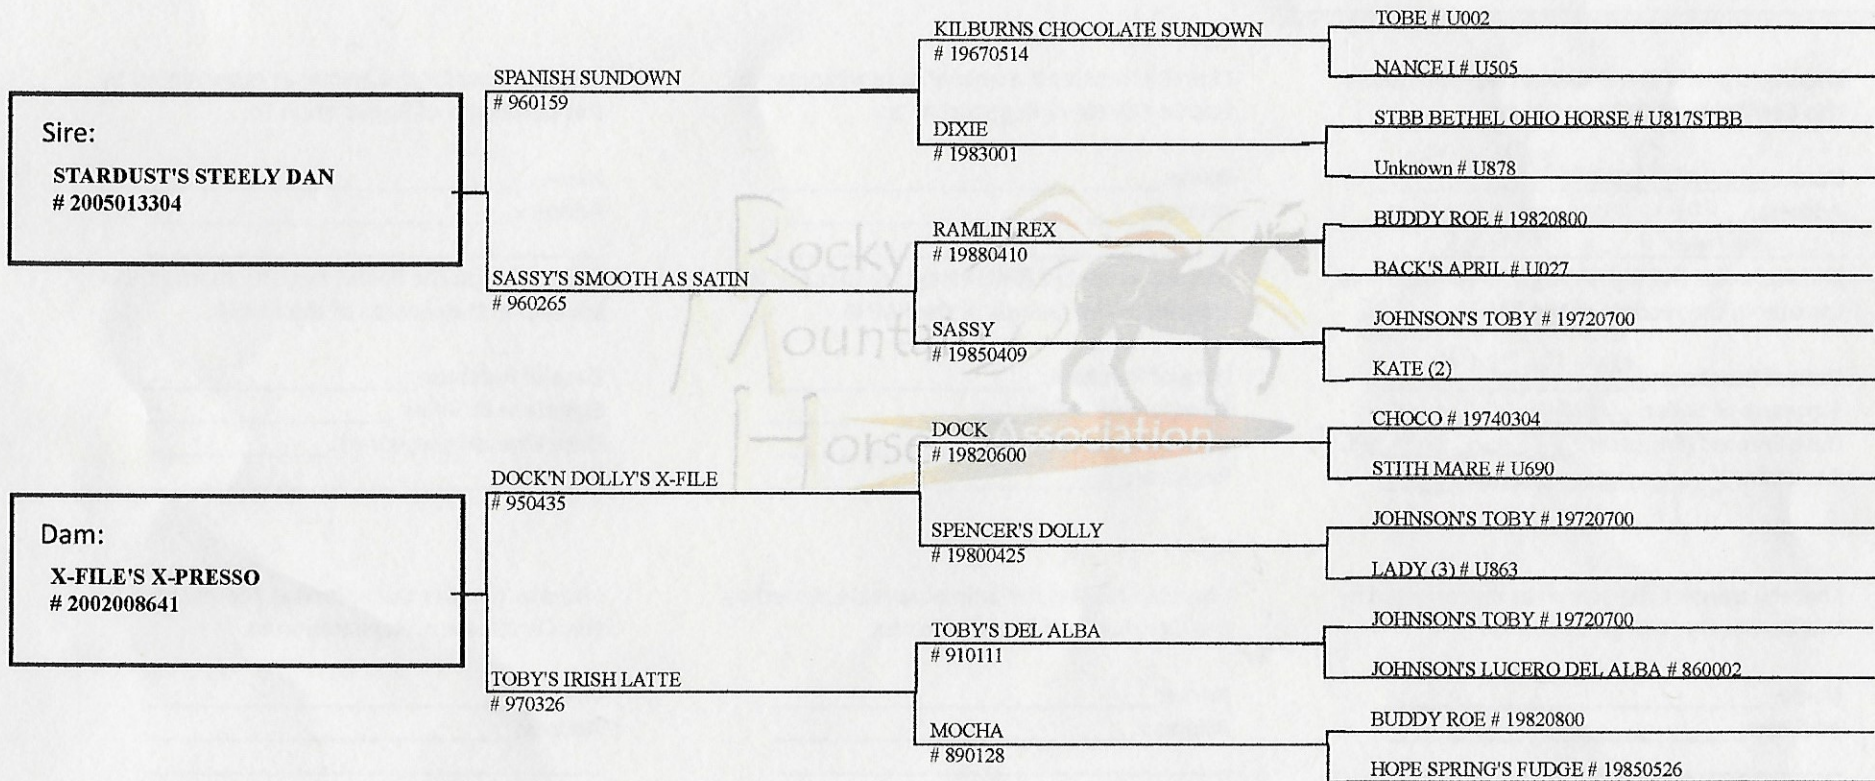 Sire:
STARDUST'S STEELY DAN
# 2005013304
Dam:
X-FILE'S X-PRESSO
# 2002008641
SPANISH SUNDOWN
# 960159
SASSY'S SMOOTH AS SATIN
# 960265
DOCK'N DOLLY'S X-FILE
# 950435
TOBY'S IRISH LATTE
# 970326
KILBURNS CHOCOLATE SUNDOWN
# 19670514
DIXIE
# 1983001
RAMLIN REX
# 19880410
SASSY
# 19850409
DOCK
# 19820600
SPENCER'S DOLLY
# 19800425
TOBY'S DEL ALBA
# 910111
MOCHA
# 890128
TOBE # U002
NANCE I # U505
STBB BETHEL OHIO HORSE # U817STBB
Unknown # U878
BUDDY ROE # 19820800
BACK'S APRIL # U027
JOHNSON'S TOBY # 19720700
KATE (2)
CHOCO # 19740304
STITH MARE # U690
JOHNSON'S TOBY # 19720700
LADY (3) # U863
JOHNSON'S TOBY # 19720700
JOHNSON'S LUCERO DEL ALBA # 860002
BUDDY ROE # 19820800
HOPE SPRING'S FUDGE # 19850526
Rocky
Mountain
Horse Association